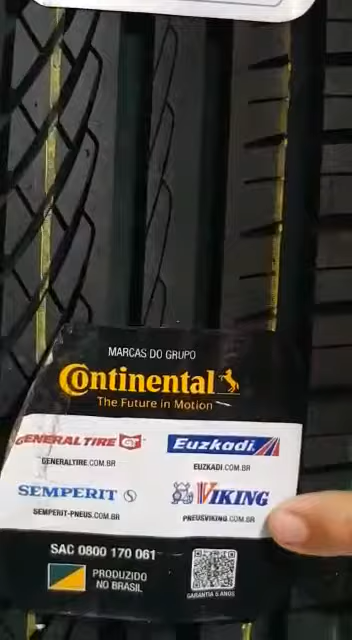 MARCAS DO GRUPO
Continental
The Future in Motion
GENERAL TIRE GT
Euzkadi
GENERALTIRE.COM.BR
EUZKADI.COM.BR
SEMPERIT S
VIKING
SEMPERIT-PNEUS.COM.BR
PNEUSVIKING.COM.BR
SAC 0800 170 061
PRODUZIDO
NO BRASIL
GARANTIA 5 ANOS